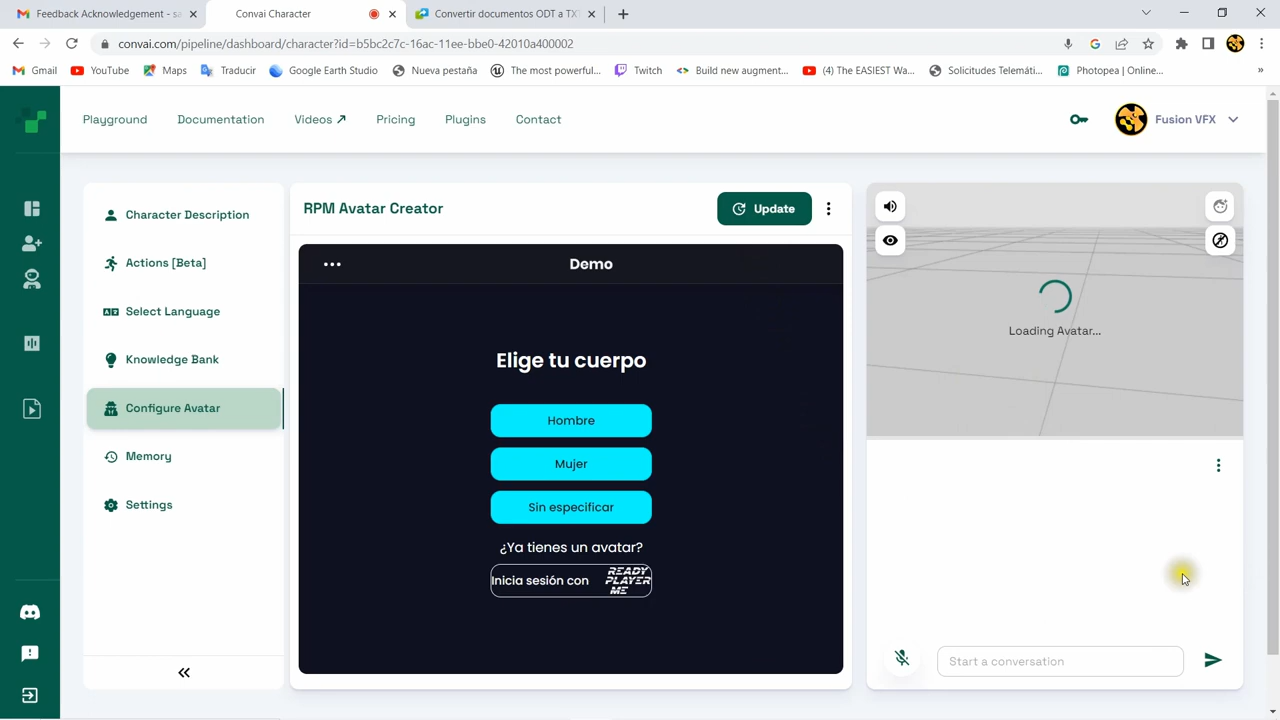 Feedback Acknowledgement - sa
Convai Character
Convertir documentos ODT a TXT
convai.com/pipeline/dashboard/character?id=b5bc2c7c-16ac-11ee-bbe0-42010a000002
Gmail
YouTube
Maps
Traducir
Google Earth Studio
Nueva pestaña
The most powerful...
Twitch
Build new augment...
(4) The EASIEST Wa...
Solicitudes Telemáti...
Photopea | Online...
»
Playground
Documentation
Videos
Pricing
Plugins
Contact
Fusion VFX
Character Description
Actions [Beta]
Select Language
Knowledge Bank
Configure Avatar
Memory
Settings
RPM Avatar Creator
Update
Demo
Elige tu cuerpo
Hombre
Mujer
Sin especificar
¿Ya tienes un avatar?
Inicia sesión con READY PLAYER ME
Loading Avatar...
Start a conversation